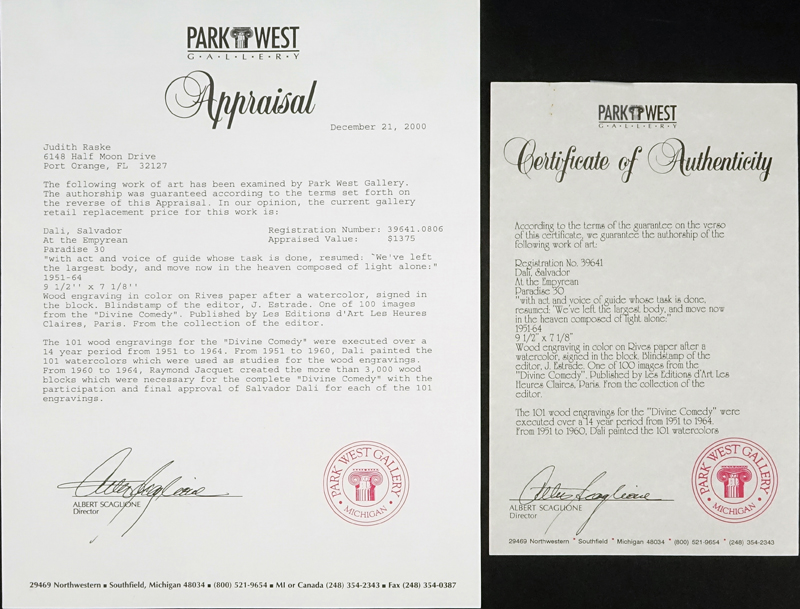 PARK WEST
G·A·L·L·E·R·Y
Appraisal
December 21, 2000
Judith Raske
6148 Half Moon Drive
Port Orange, FL 32127
The following work of art has been examined by Park West Gallery.
The authorship was guaranteed according to the terms set forth on
the reverse of this Appraisal. In our opinion, the current gallery
retail replacement price for this work is:
Dali, Salvador Registration Number: 39641.0806
At the Empyrean Appraised Value: $1375
Paradise 30
"with act and voice of guide whose task is done, resumed: `We've left
the largest body, and move now in the heaven composed of light alone:"
1951-64
9 1/2'' x 7 1/8''
Wood engraving in color on Rives paper after a watercolor, signed in
the block. Blindstamp of the editor, J. Estrade. One of 100 images
from the "Divine Comedy". Published by Les Editions d'Art Les Heures
Claires, Paris. From the collection of the editor.
The 101 wood engravings for the "Divine Comedy" were executed over a
14 year period from 1951 to 1964. From 1951 to 1960, Dali painted the
101 watercolors which were used as studies for the wood engravings.
From 1960 to 1964, Raymond Jacquet created the more than 3,000 wood
blocks which were necessary for the complete "Divine Comedy" with the
participation and final approval of Salvador Dali for each of the 101
engravings.
ALBERT SCAGLIONE
Director
PARK WEST GALLERY
· MICHIGAN ·
29469 Northwestern ■ Southfield, Michigan 48034 ■ (800) 521-9654 ■ MI or Canada (248) 354-2343 ■ Fax (248) 354-0387
PARK WEST
G·A·L·L·E·R·Y
Certificate of Authenticity
According to the terms of the guarantee on the verso
of this certificate, we guarantee the authorship of the
following work of art:
Registration No. 39641
Dali, Salvador
At the Empyrean
Paradise 30
"with act and voice of guide whose task is done,
resumed: `We've left the largest body, and move now
in the heaven composed of light alone:"
1951-64
9 1/2" x 7 1/8"
Wood engraving in color on Rives paper after a
watercolor, signed in the block. Blindstamp of the
editor, J. Estrade. One of 100 images from the
"Divine Comedy". Published by Les Editions d'Art Les
Heures Claires, Paris. From the collection of the
editor.
The 101 wood engravings for the "Divine Comedy" were
executed over a 14 year period from 1951 to 1964.
From 1951 to 1960, Dali painted the 101 watercolors
ALBERT SCAGLIONE
Director
PARK WEST GALLERY
· MICHIGAN ·
29469 Northwestern * Southfield * Michigan 48034 * (800) 521-9654 * (248) 354-2343